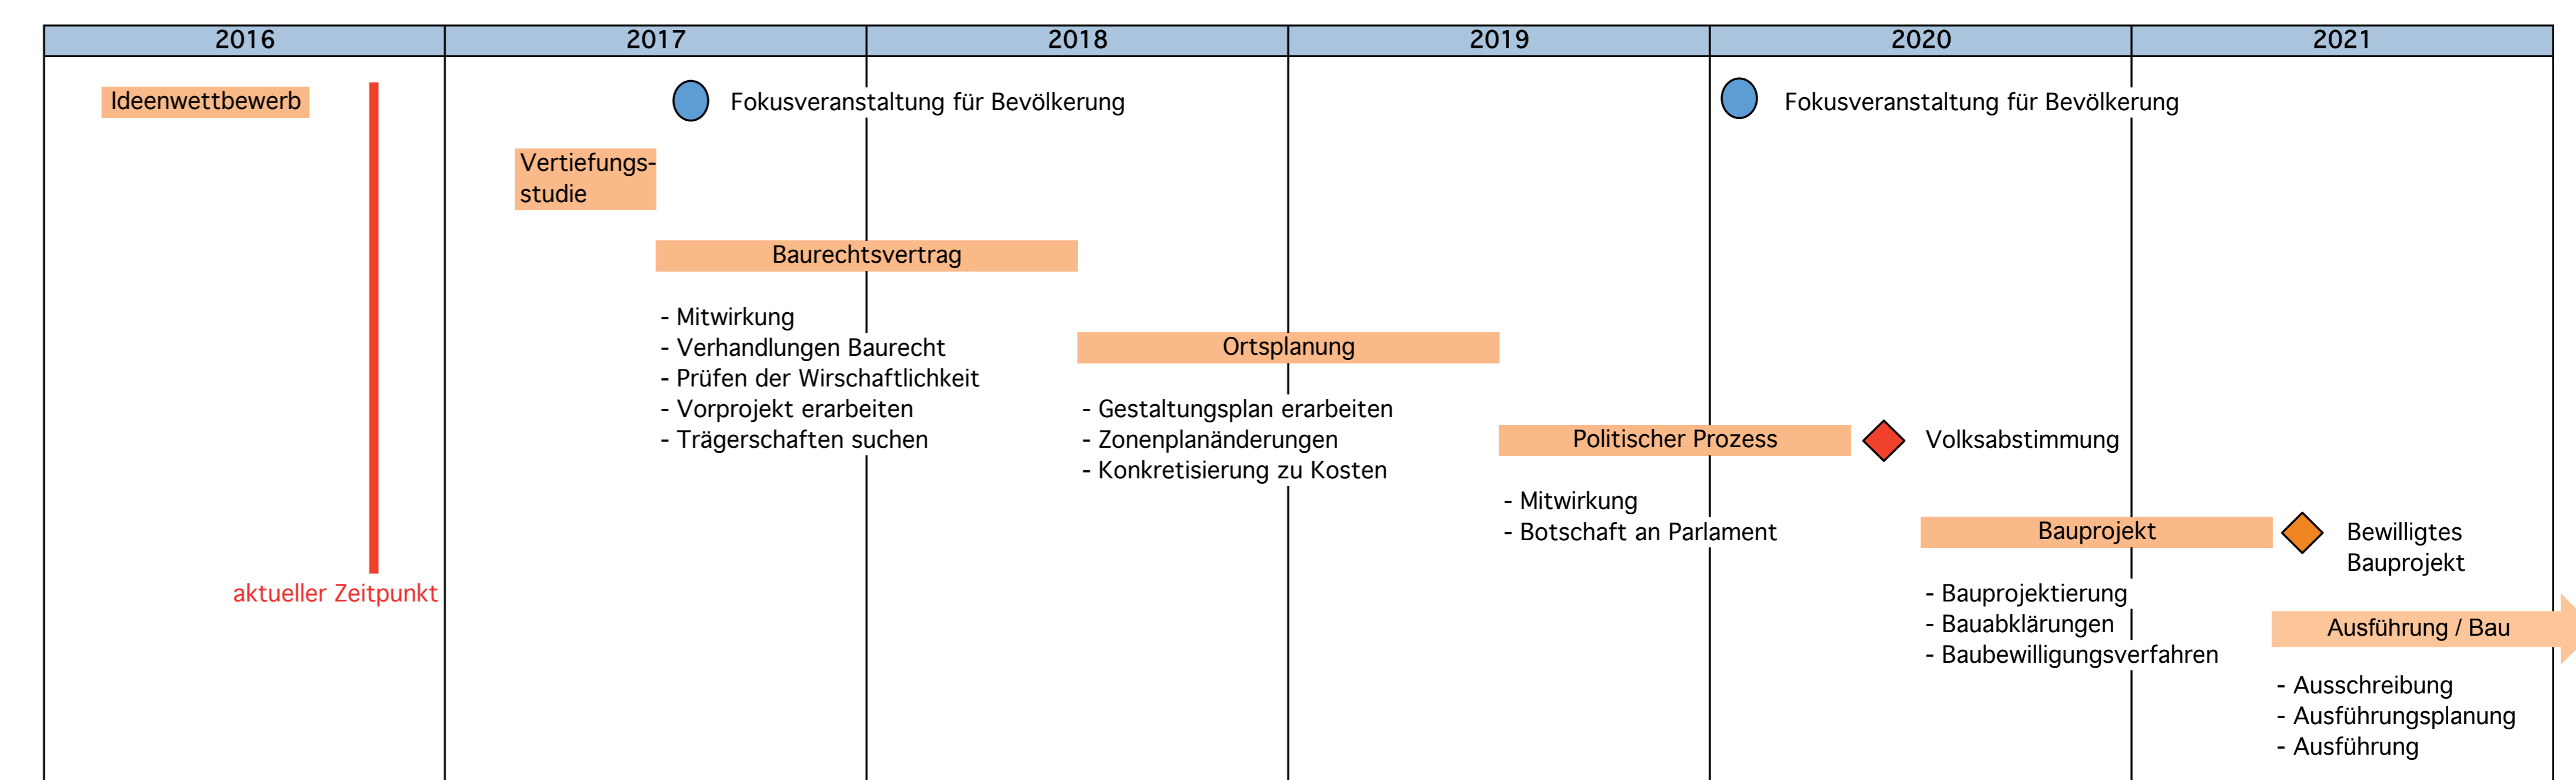 2016 2017 2018 2019 2020 2021
Ideenwettbewerb
Fokusveranstaltung für Bevölkerung
Fokusveranstaltung für Bevölkerung
Vertiefungs-
studie
Baurechtsvertrag
- Mitwirkung
- Verhandlungen Baurecht
- Prüfen der Wirschaftlichkeit
- Vorprojekt erarbeiten
- Trägerschaften suchen
Ortsplanung
- Gestaltungsplan erarbeiten
- Zonenplanänderungen
- Konkretisierung zu Kosten
Politischer Prozess
Volksabstimmung
- Mitwirkung
- Botschaft an Parlament
Bauprojekt
Bewilligtes
Bauprojekt
aktueller Zeitpunkt
- Bauprojektierung
- Bauabklärungen
- Baubewilligungsverfahren
Ausführung / Bau
- Ausschreibung
- Ausführungsplanung
- Ausführung